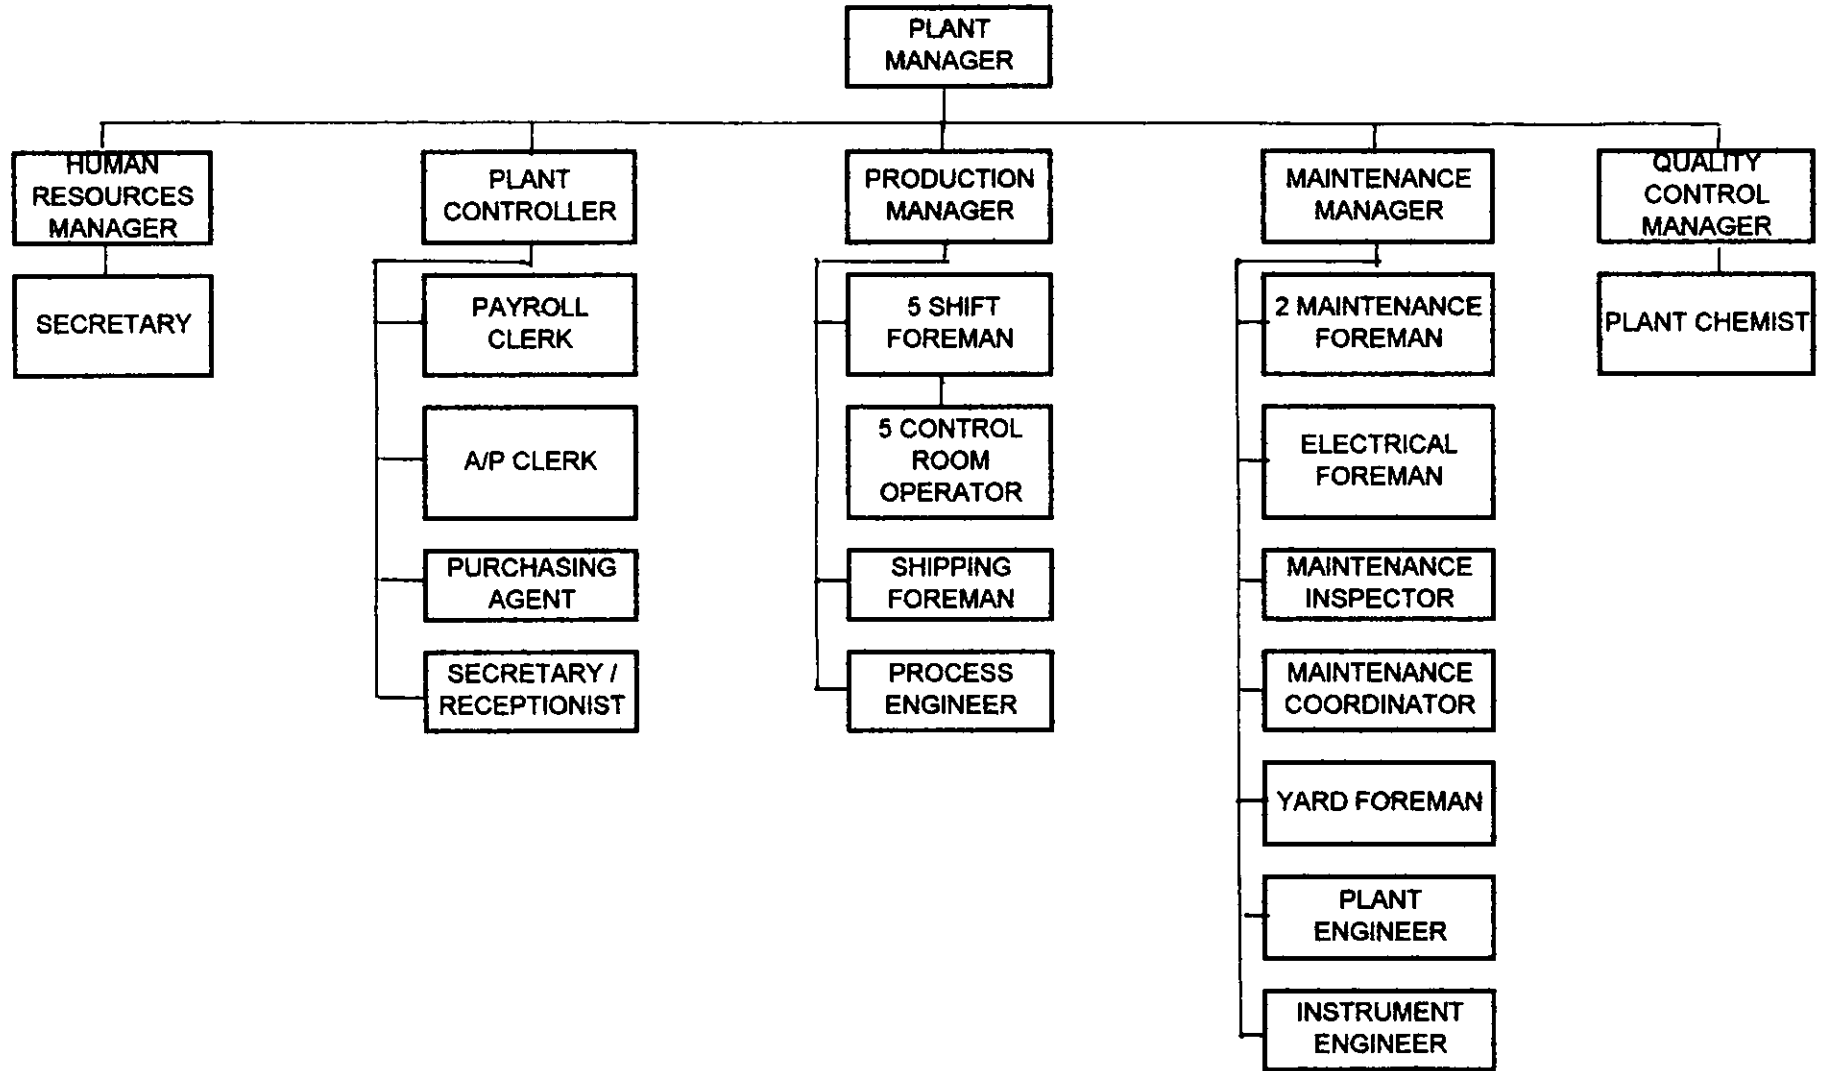 PLANT
MANAGER
HUMAN
RESOURCES
MANAGER
PLANT
CONTROLLER
PRODUCTION
MANAGER
MAINTENANCE
MANAGER
QUALITY
CONTROL
MANAGER
SECRETARY
PAYROLL
CLERK
5 SHIFT
FOREMAN
2 MAINTENANCE
FOREMAN
PLANT CHEMIST
A/P CLERK
5 CONTROL
ROOM
OPERATOR
ELECTRICAL
FOREMAN
PURCHASING
AGENT
SHIPPING
FOREMAN
MAINTENANCE
INSPECTOR
SECRETARY /
RECEPTIONIST
PROCESS
ENGINEER
MAINTENANCE
COORDINATOR
YARD FOREMAN
PLANT
ENGINEER
INSTRUMENT
ENGINEER